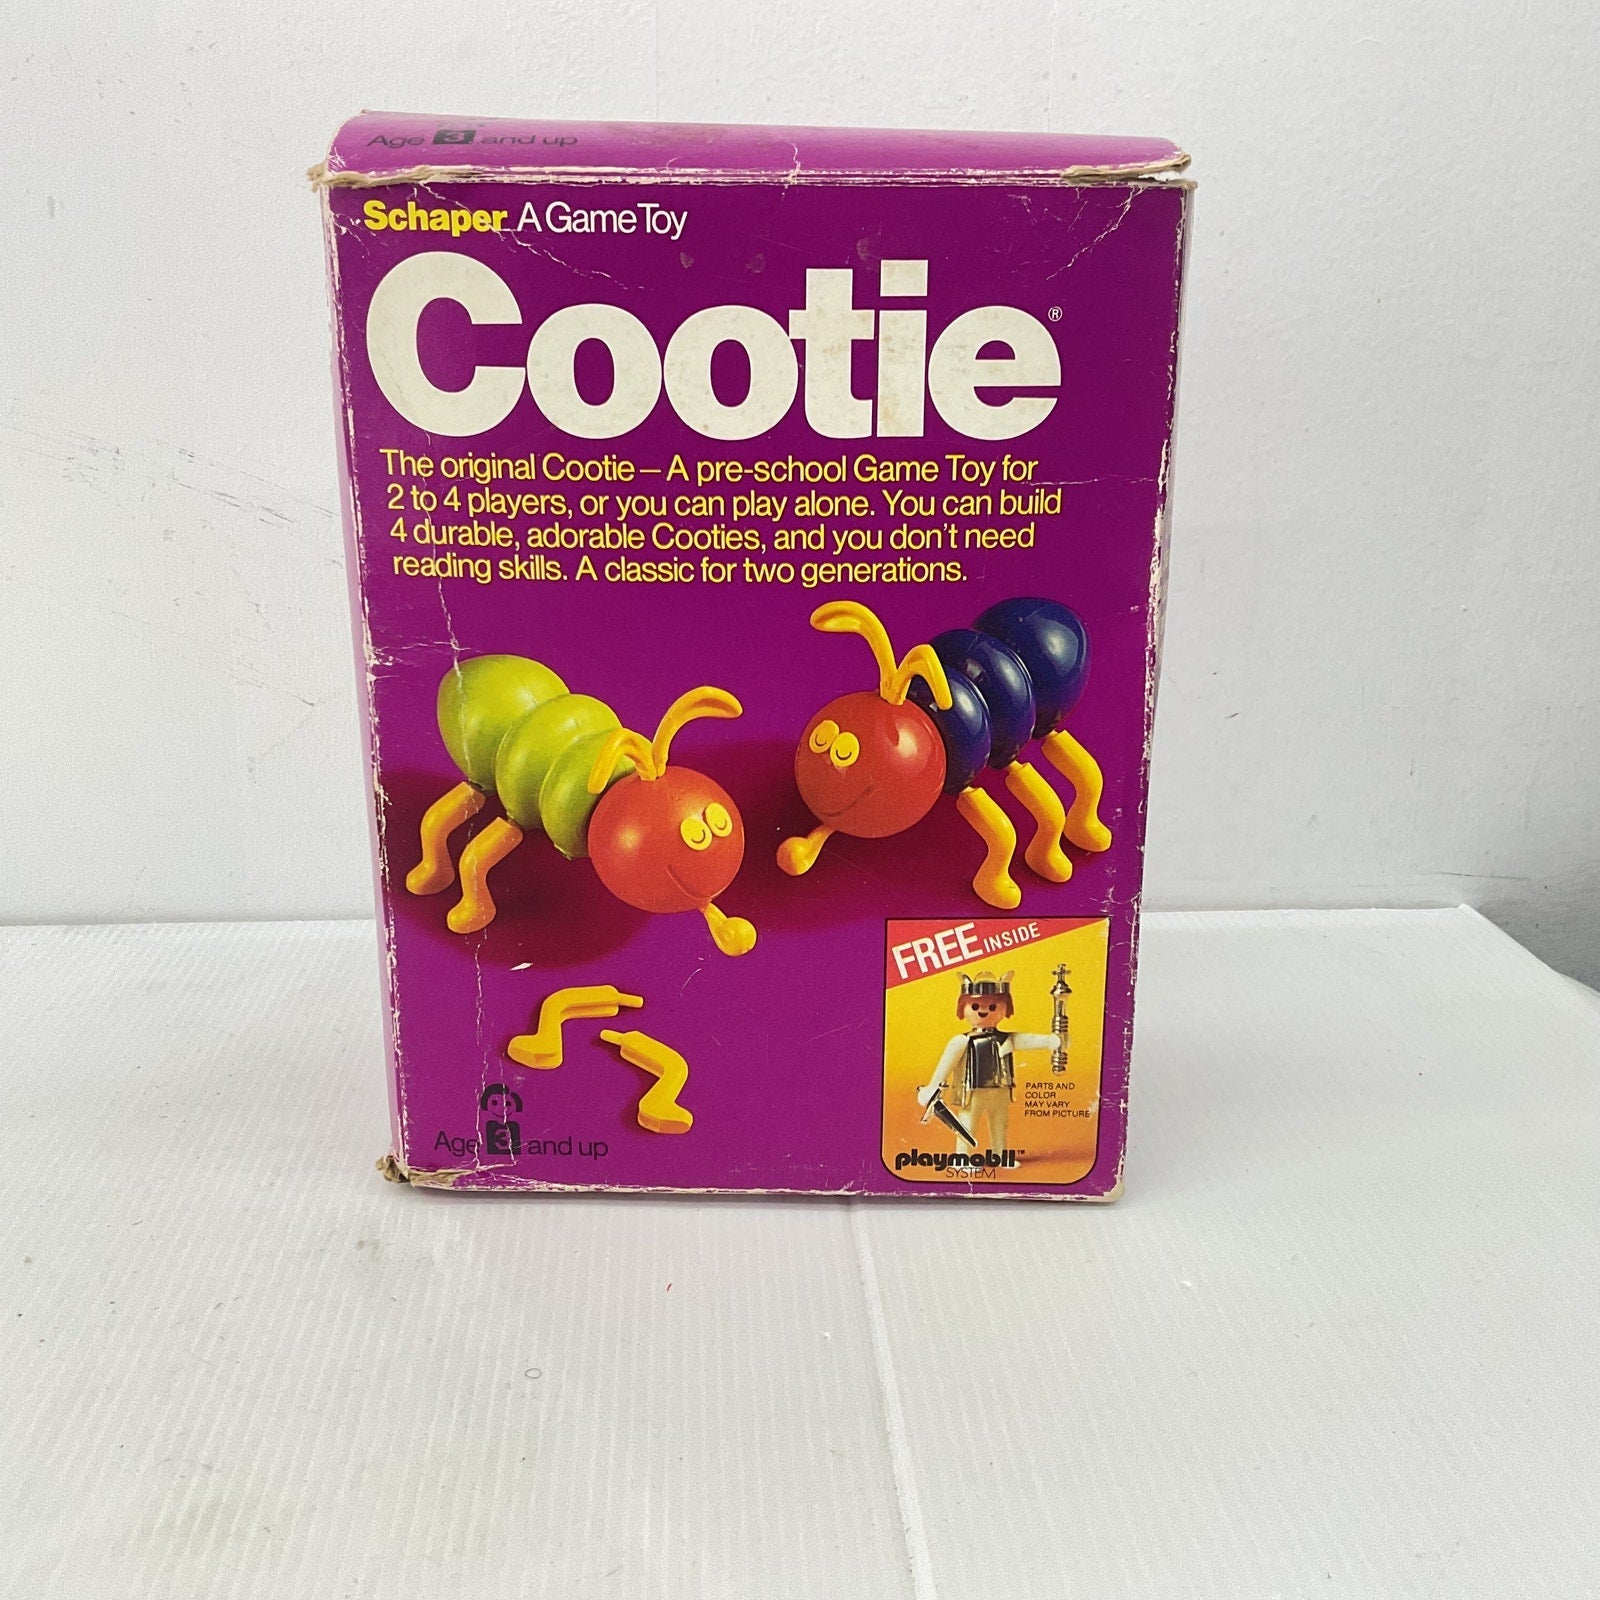 Age 3 and up
Schaper A Game Toy
Cootie®
The original Cootie – A pre-school Game Toy for
2 to 4 players, or you can play alone. You can build
4 durable, adorable Cooties, and you don't need
reading skills. A classic for two generations.
FREE INSIDE
PARTS AND
COLOR
MAY VARY
FROM PICTURE
playmobil™
SYSTEM
Age 3 and up